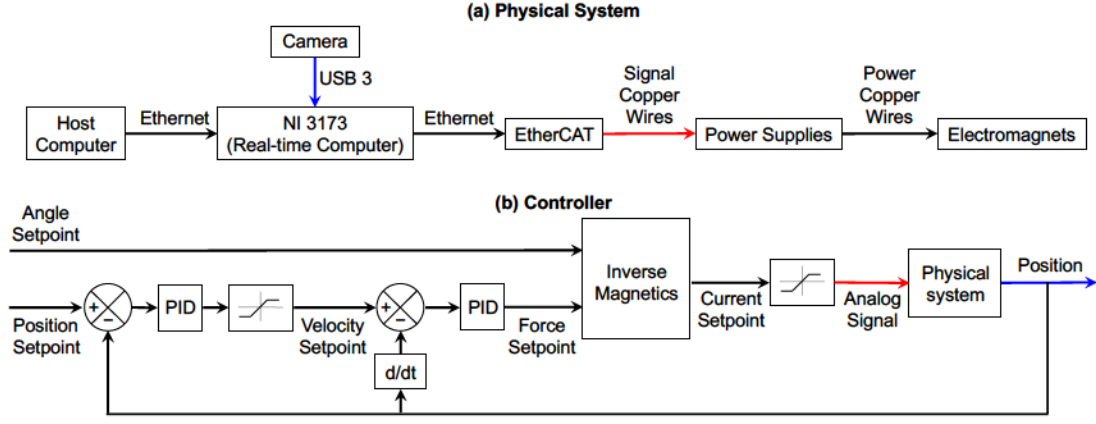 (a) Physical System
Camera
USB 3
Signal
Copper
Wires
Power
Copper
Wires
Host
Computer
Ethernet
NI 3173
(Real-time Computer)
Ethernet
EtherCAT
Power Supplies
Electromagnets
(b) Controller
Angle
Setpoint
Inverse
Magnetics
Physical
system
Position
Position
Setpoint
+
−
PID
Velocity
Setpoint
+
−
PID
Force
Setpoint
Current
Setpoint
Analog
Signal
d/dt